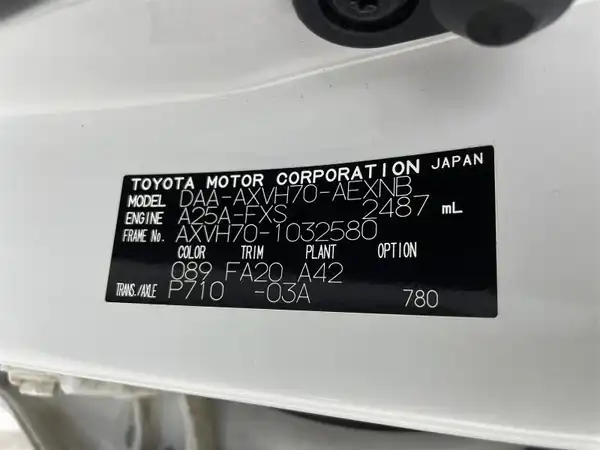 TOYOTA MOTOR CORPORATION JAPAN
MODEL DAA-AXVH70-AEXNB
ENGINE A25A-FXS 2487 mL
FRAME No. AXVH70-1032580
COLOR TRIM PLANT OPTION
089 FA20 A42
TRANS./AXLE P710 -03A 780